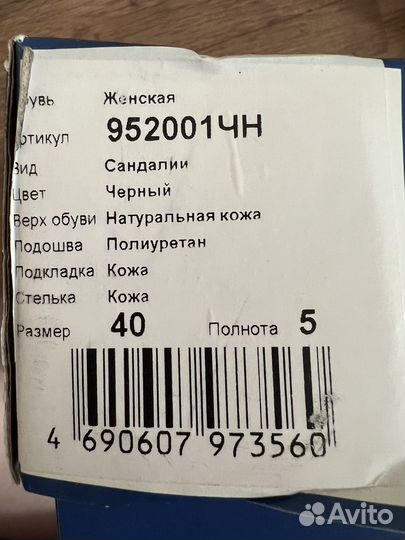 увь Женская
ртикул 952001ЧН
Вид Сандалии
Цвет Черный
Верх обуви Натуральная кожа
Подошва Полиуретан
Подкладка Кожа
Стелька Кожа
Размер 40 Полнота 5
4 690607 973560
Avito